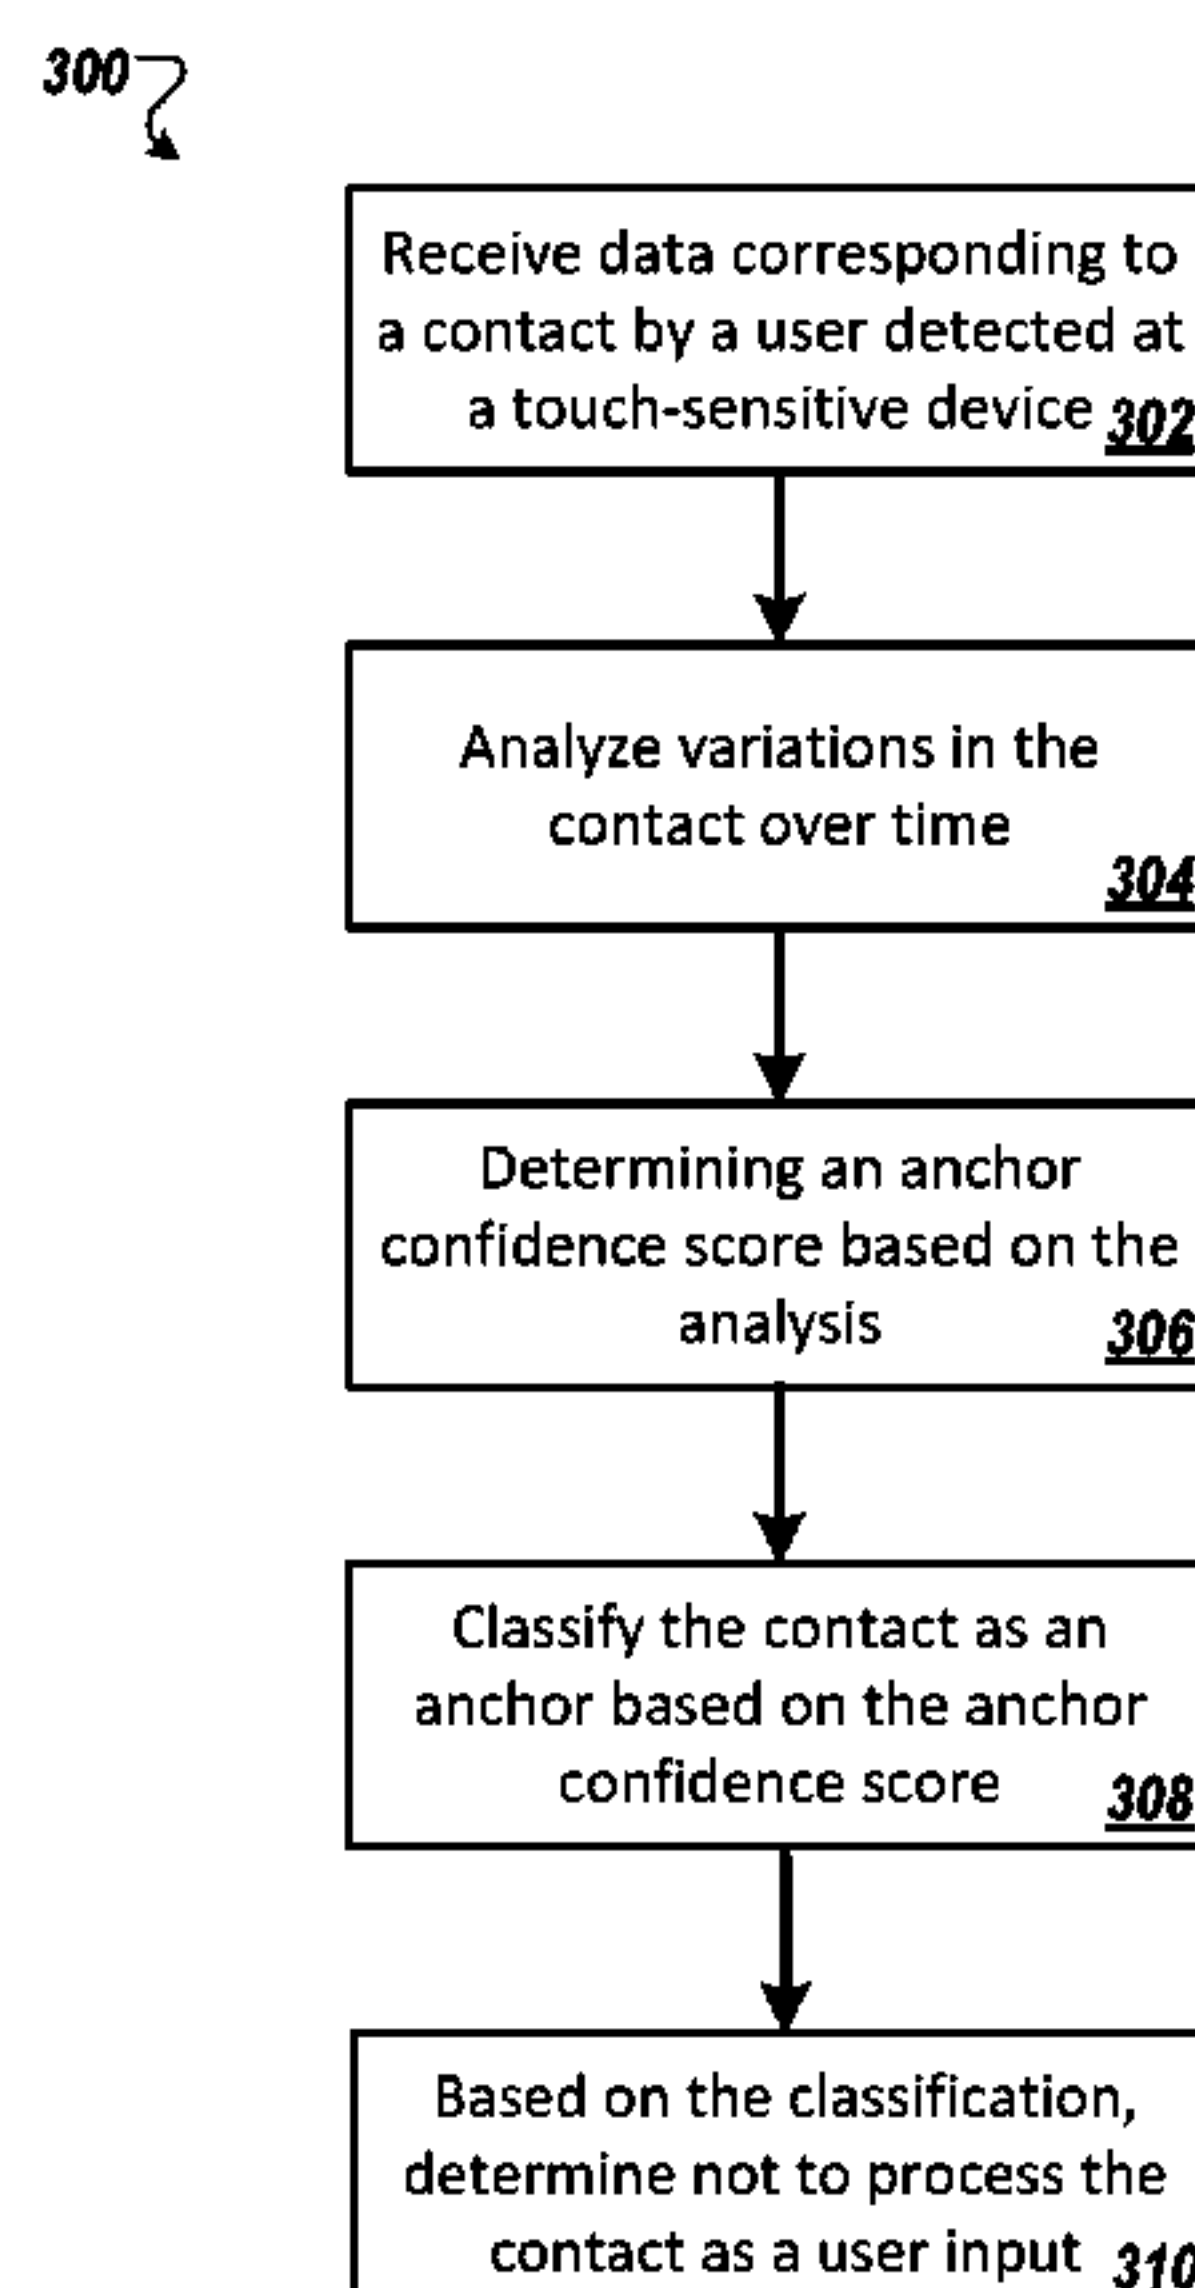 300
Receive data corresponding to
a contact by a user detected at
a touch-sensitive device 302
Analyze variations in the
contact over time
304
Determining an anchor
confidence score based on the
analysis 306
Classify the contact as an
anchor based on the anchor
confidence score 308
Based on the classification,
determine not to process the
contact as a user input 310